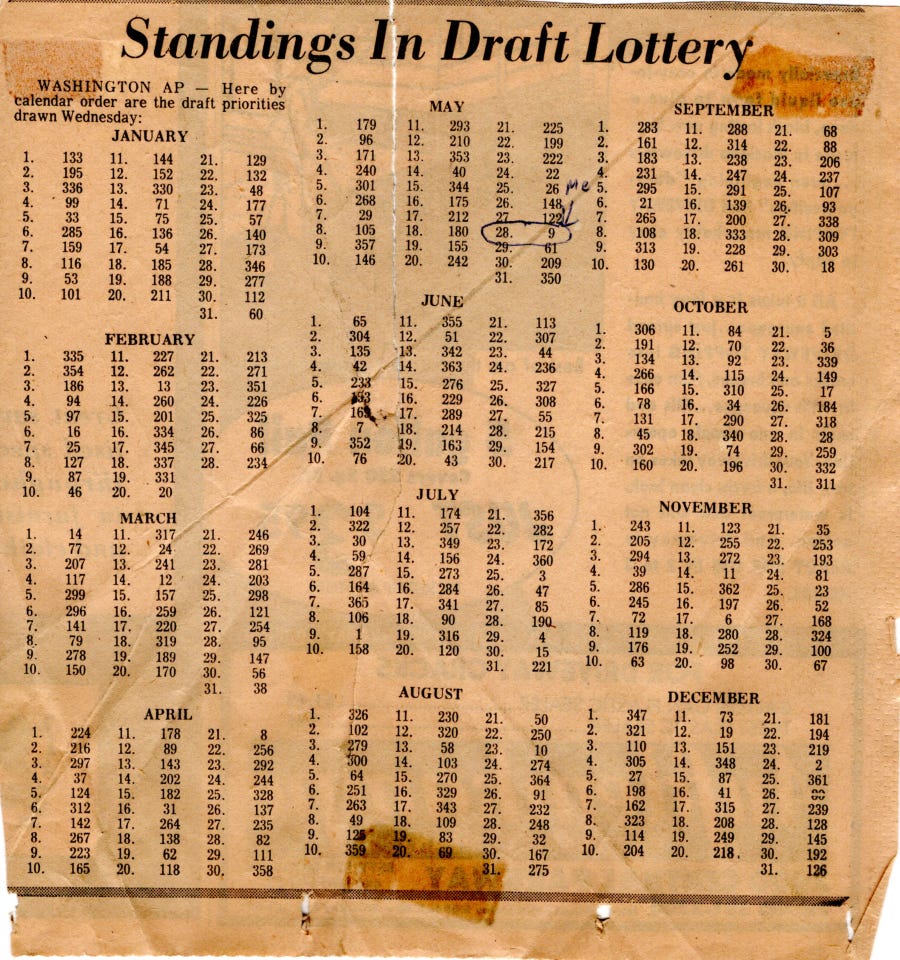 Standings In Draft Lottery
WASHINGTON AP — Here by
calendar order are the draft priorities
drawn Wednesday:
JANUARY
1. 133 11. 144 21. 129
2. 195 12. 152 22. 132
3. 336 13. 330 23. 48
4. 99 14. 71 24. 177
5. 33 15. 75 25. 57
6. 285 16. 136 26. 140
7. 159 17. 54 27. 173
8. 116 18. 185 28. 346
9. 53 19. 188 29. 277
10. 101 20. 211 30. 112
31. 60
FEBRUARY
1. 335 11. 227 21. 213
2. 354 12. 262 22. 271
3. 186 13. 13 23. 351
4. 94 14. 260 24. 226
5. 97 15. 201 25. 325
6. 16 16. 334 26. 86
7. 25 17. 345 27. 66
8. 127 18. 337 28. 234
9. 87 19. 331
10. 46 20. 20
MARCH
1. 14 11. 317 21. 246
2. 77 12. 24 22. 269
3. 207 13. 241 23. 281
4. 117 14. 12 24. 203
5. 299 15. 157 25. 298
6. 296 16. 259 26. 121
7. 141 17. 220 27. 254
8. 79 18. 319 28. 95
9. 278 19. 189 29. 147
10. 150 20. 170 30. 56
31. 38
APRIL
1. 224 11. 178 21. 8
2. 216 12. 89 22. 256
3. 297 13. 143 23. 292
4. 37 14. 202 24. 244
5. 124 15. 182 25. 328
6. 312 16. 31 26. 137
7. 142 17. 264 27. 235
8. 267 18. 138 28. 82
9. 223 19. 62 29. 111
10. 165 20. 118 30. 358
MAY
1. 179 11. 293 21. 225
2. 96 12. 210 22. 199
3. 171 13. 353 23. 222
4. 240 14. 40 24. 22
5. 301 15. 344 25. 26 Me
6. 268 16. 175 26. 148
7. 29 17. 212 27. 122
8. 105 18. 180 28. 9
9. 357 19. 155 29. 61
10. 146 20. 242 30. 209
31. 350
JUNE
1. 65 11. 355 21. 113
2. 304 12. 51 22. 307
3. 135 13. 342 23. 44
4. 42 14. 363 24. 236
5. 233 15. 276 25. 327
6. 16. 229 26. 308
7. 17. 289 27. 55
8. 7 18. 214 28. 215
9. 352 19. 163 29. 154
10. 76 20. 43 30. 217
JULY
1. 104 11. 174 21. 356
2. 322 12. 257 22. 282
3. 30 13. 349 23. 172
4. 59 14. 156 24. 360
5. 287 15. 273 25. 3
6. 164 16. 284 26. 47
7. 365 17. 341 27. 85
8. 106 18. 90 28. 190
9. 1 19. 316 29. 4
10. 158 20. 120 30. 15
31. 221
AUGUST
1. 326 11. 230 21. 50
2. 102 12. 320 22. 250
3. 279 13. 58 23. 10
4. 300 14. 103 24. 274
5. 64 15. 270 25. 364
6. 251 16. 329 26. 91
7. 263 17. 343 27. 232
8. 49 18. 109 28. 248
9. 125 19. 83 29. 32
10. 359 20. 69 30. 167
31. 275
SEPTEMBER
1. 283 11. 288 21. 68
2. 161 12. 314 22. 88
3. 183 13. 238 23. 206
4. 231 14. 247 24. 237
5. 295 15. 291 25. 107
6. 21 16. 139 26. 93
7. 265 17. 200 27. 338
8. 108 18. 333 28. 309
9. 313 19. 228 29. 303
10. 130 20. 261 30. 18
OCTOBER
1. 306 11. 84 21. 5
2. 191 12. 70 22. 36
3. 134 13. 92 23. 339
4. 266 14. 115 24. 149
5. 166 15. 310 25. 17
6. 78 16. 34 26. 184
7. 131 17. 290 27. 318
8. 45 18. 340 28. 28
9. 302 19. 74 29. 259
10. 160 20. 196 30. 332
31. 311
NOVEMBER
1. 243 11. 123 21. 35
2. 205 12. 255 22. 253
3. 294 13. 272 23. 193
4. 39 14. 11 24. 81
5. 286 15. 362 25. 23
6. 245 16. 197 26. 52
7. 72 17. 6 27. 168
8. 119 18. 280 28. 324
9. 176 19. 252 29. 100
10. 63 20. 98 30. 67
DECEMBER
1. 347 11. 73 21. 181
2. 321 12. 19 22. 194
3. 110 13. 151 23. 219
4. 305 14. 348 24. 2
5. 27 15. 87 25. 361
6. 198 16. 41 26.
7. 162 17. 315 27. 239
8. 323 18. 208 28. 128
9. 114 19. 249 29. 145
10. 204 20. 218. 30. 192
31. 126